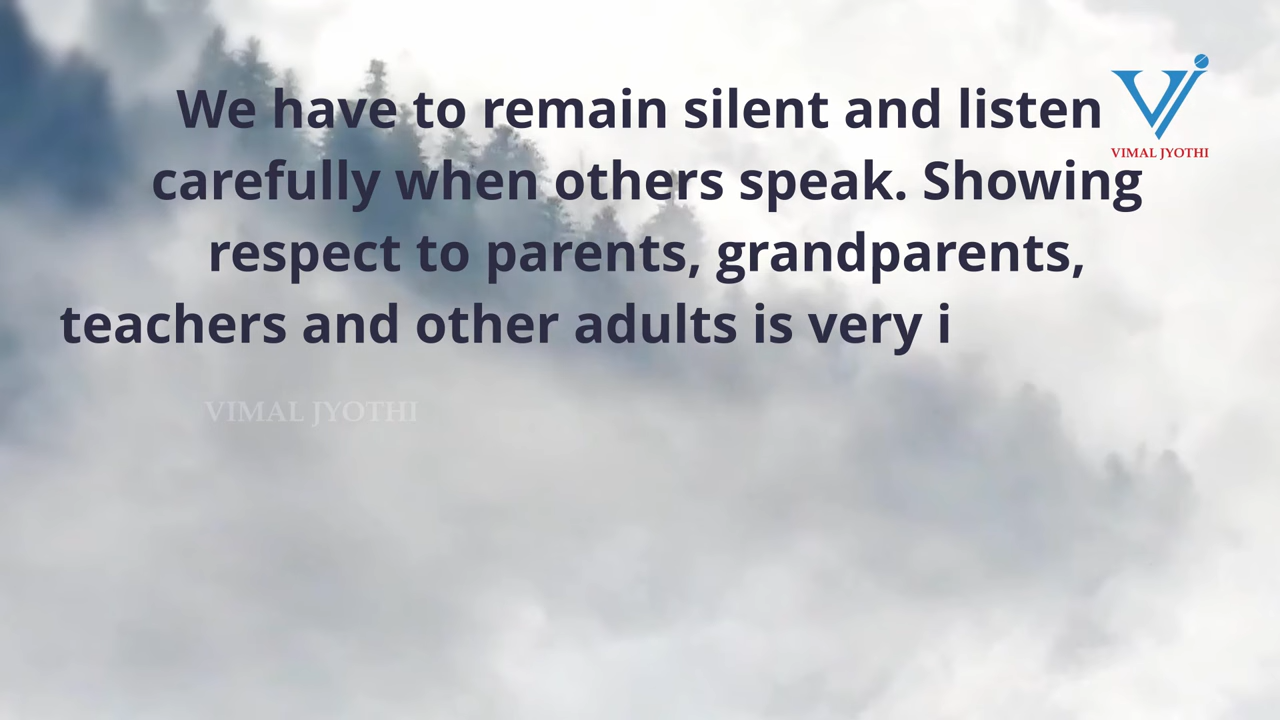 We have to remain silent and listen
carefully when others speak. Showing
respect to parents, grandparents,
teachers and other adults is very i
VIMAL JYOTHI
VIMAL JYOTHI